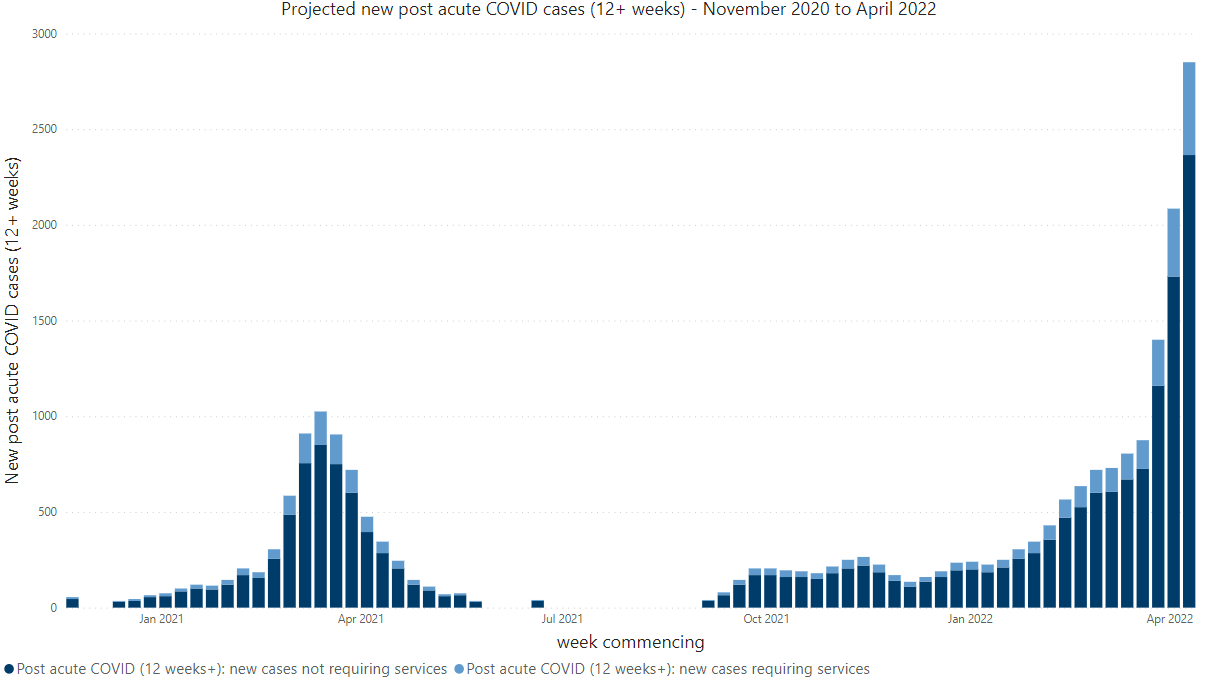 Projected new post acute COVID cases (12+ weeks) - November 2020 to April 2022
New post acute COVID cases (12+ weeks)
3000
2500
2000
1500
1000
500
0
Jan 2021 Apr 2021 Jul 2021 Oct 2021 Jan 2022 Apr 2022
week commencing
Post acute COVID (12 weeks+): new cases not requiring services Post acute COVID (12 weeks+): new cases requiring services